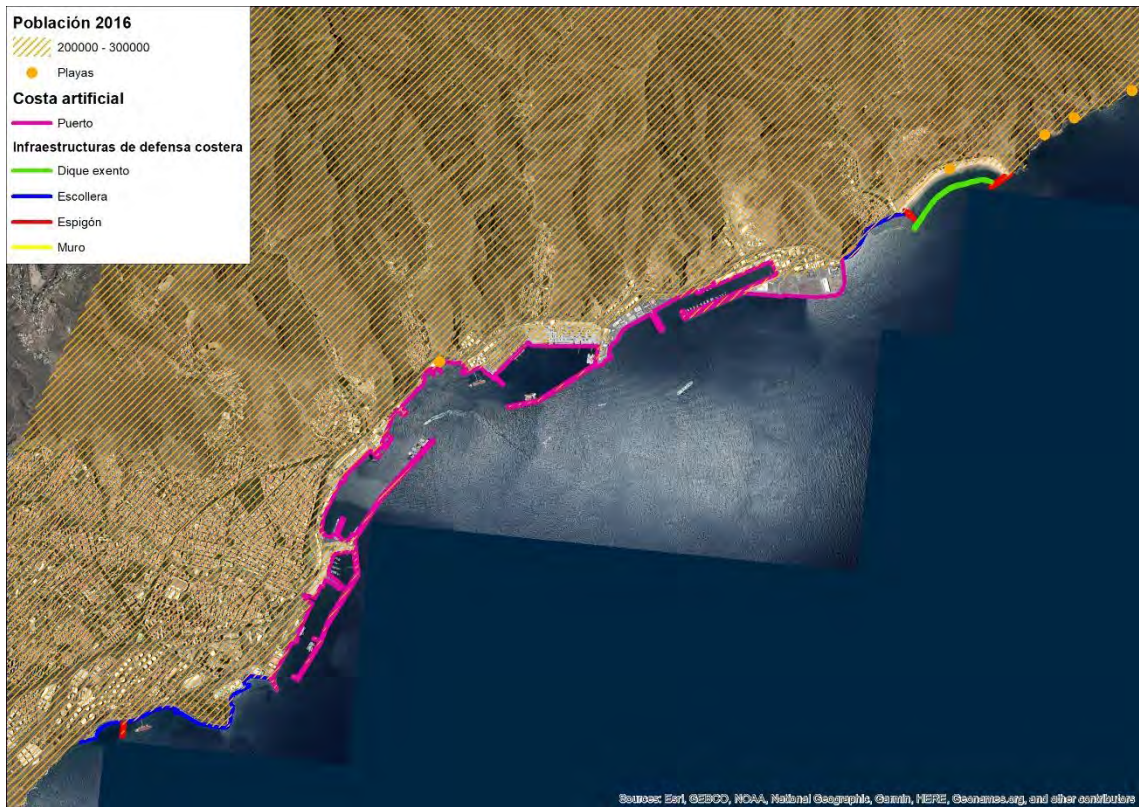 Población 2016
200000 - 300000
Playas
Costa artificial
Puerto
Infraestructuras de defensa costera
Dique exento
Escollera
Espigón
Muro
Sources: Esri, GEBCO, NOAA, National Geographic, Garmin, HERE, Geonames.org, and other contributors